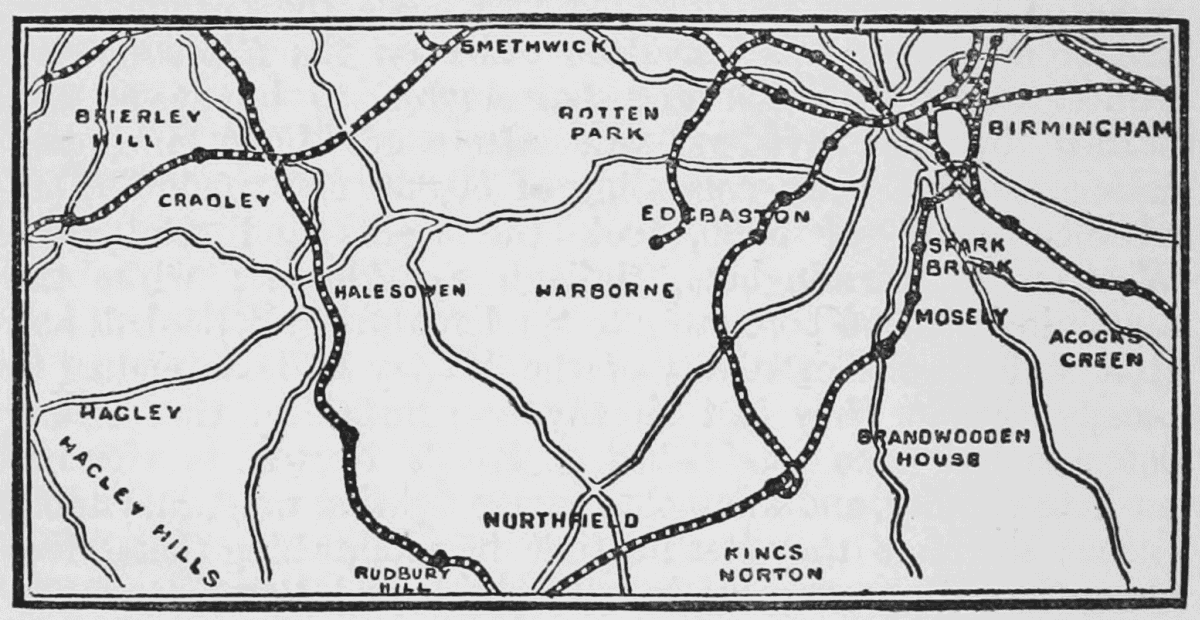 SMETHWICK
BRIERLEY
HILL
ROTTEN
PARK
BIRMINGHAM
CRADLEY
EDGBASTON
SPARK
BROOK
HALESOWEN
HARBORNE
MOSELY
ACOCKS
GREEN
HAGLEY
BRANDWOODEN
HOUSE
HAGLEY HILLS
NORTHFIELD
KINGS
NORTON
RUDBURY
HILL